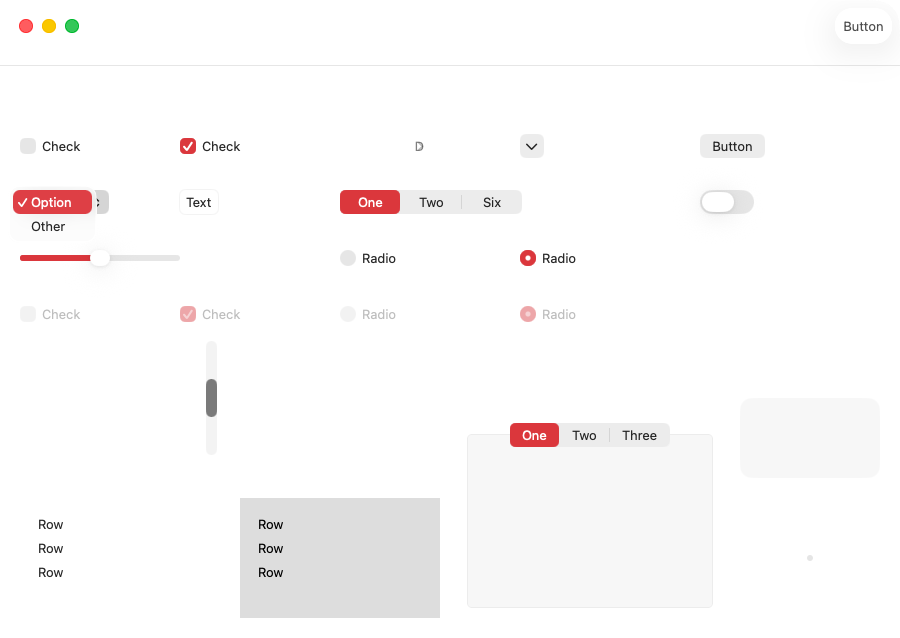 Button
Check
Check
Button
Option
Other
Text
One Two Six
Radio
Radio
Check
Check
Radio
Radio
One Two Three
Row
Row
Row
Row
Row
Row